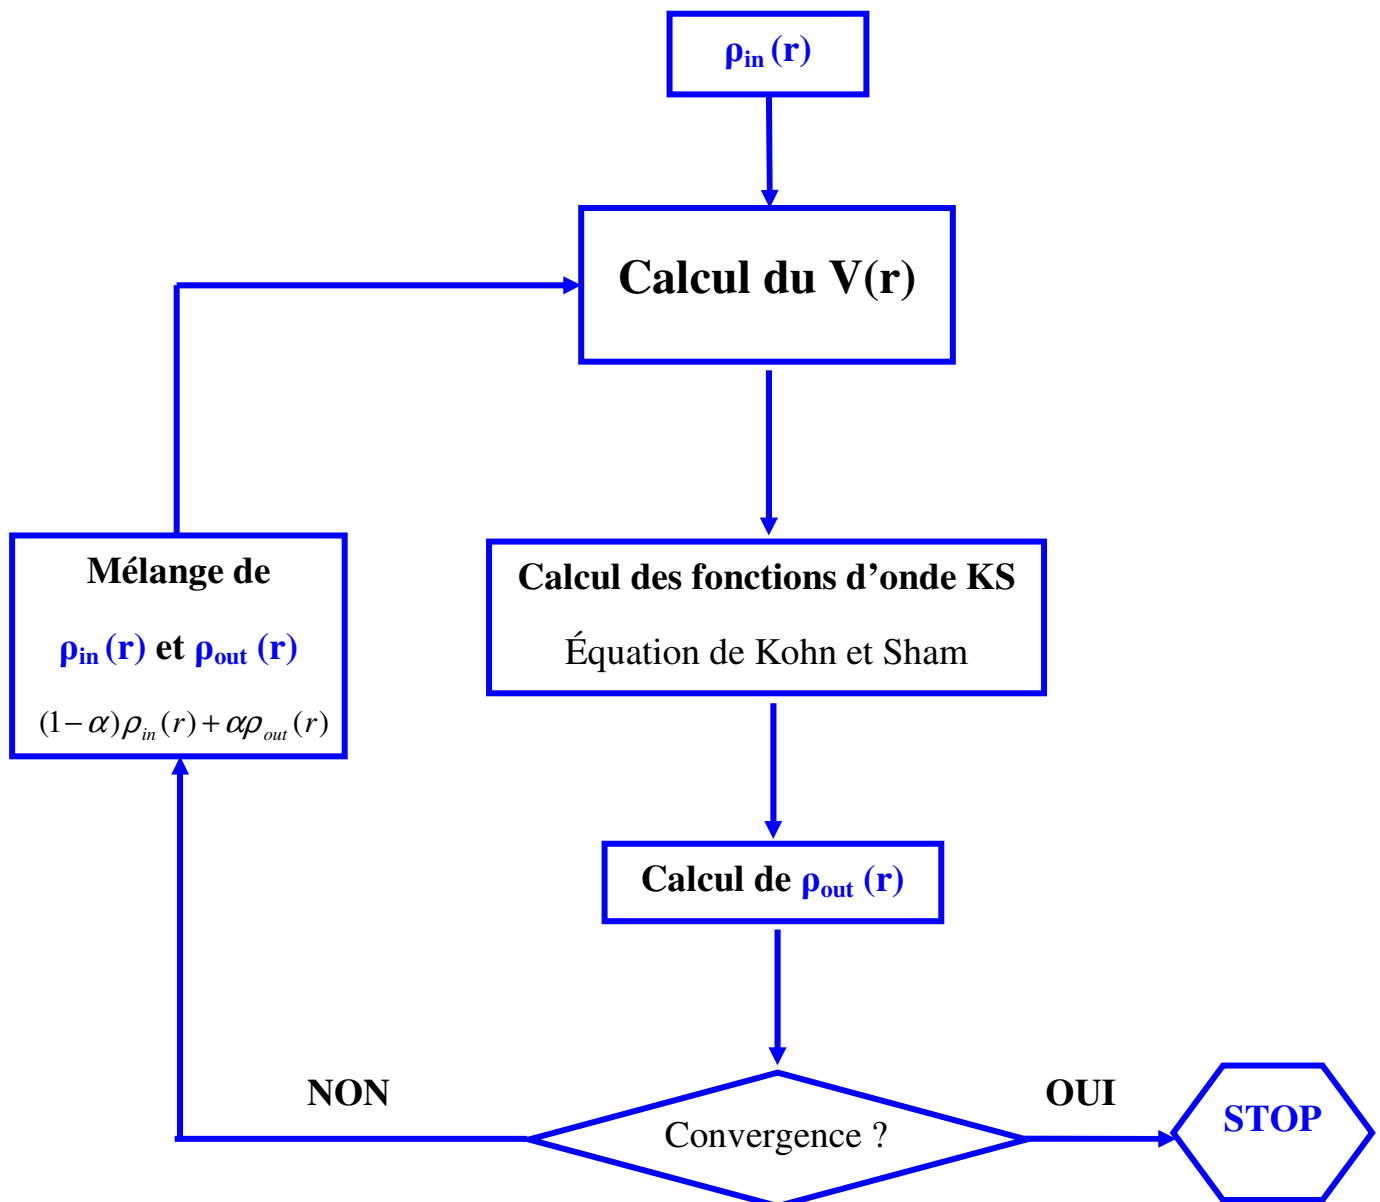 ρin (r)
Calcul du V(r)
Mélange de
ρin (r) et ρout (r)
(1−α)ρin(r)+αρout(r)
Calcul des fonctions d’onde KS
Équation de Kohn et Sham
Calcul de ρout (r)
NON
Convergence ?
OUI
STOP